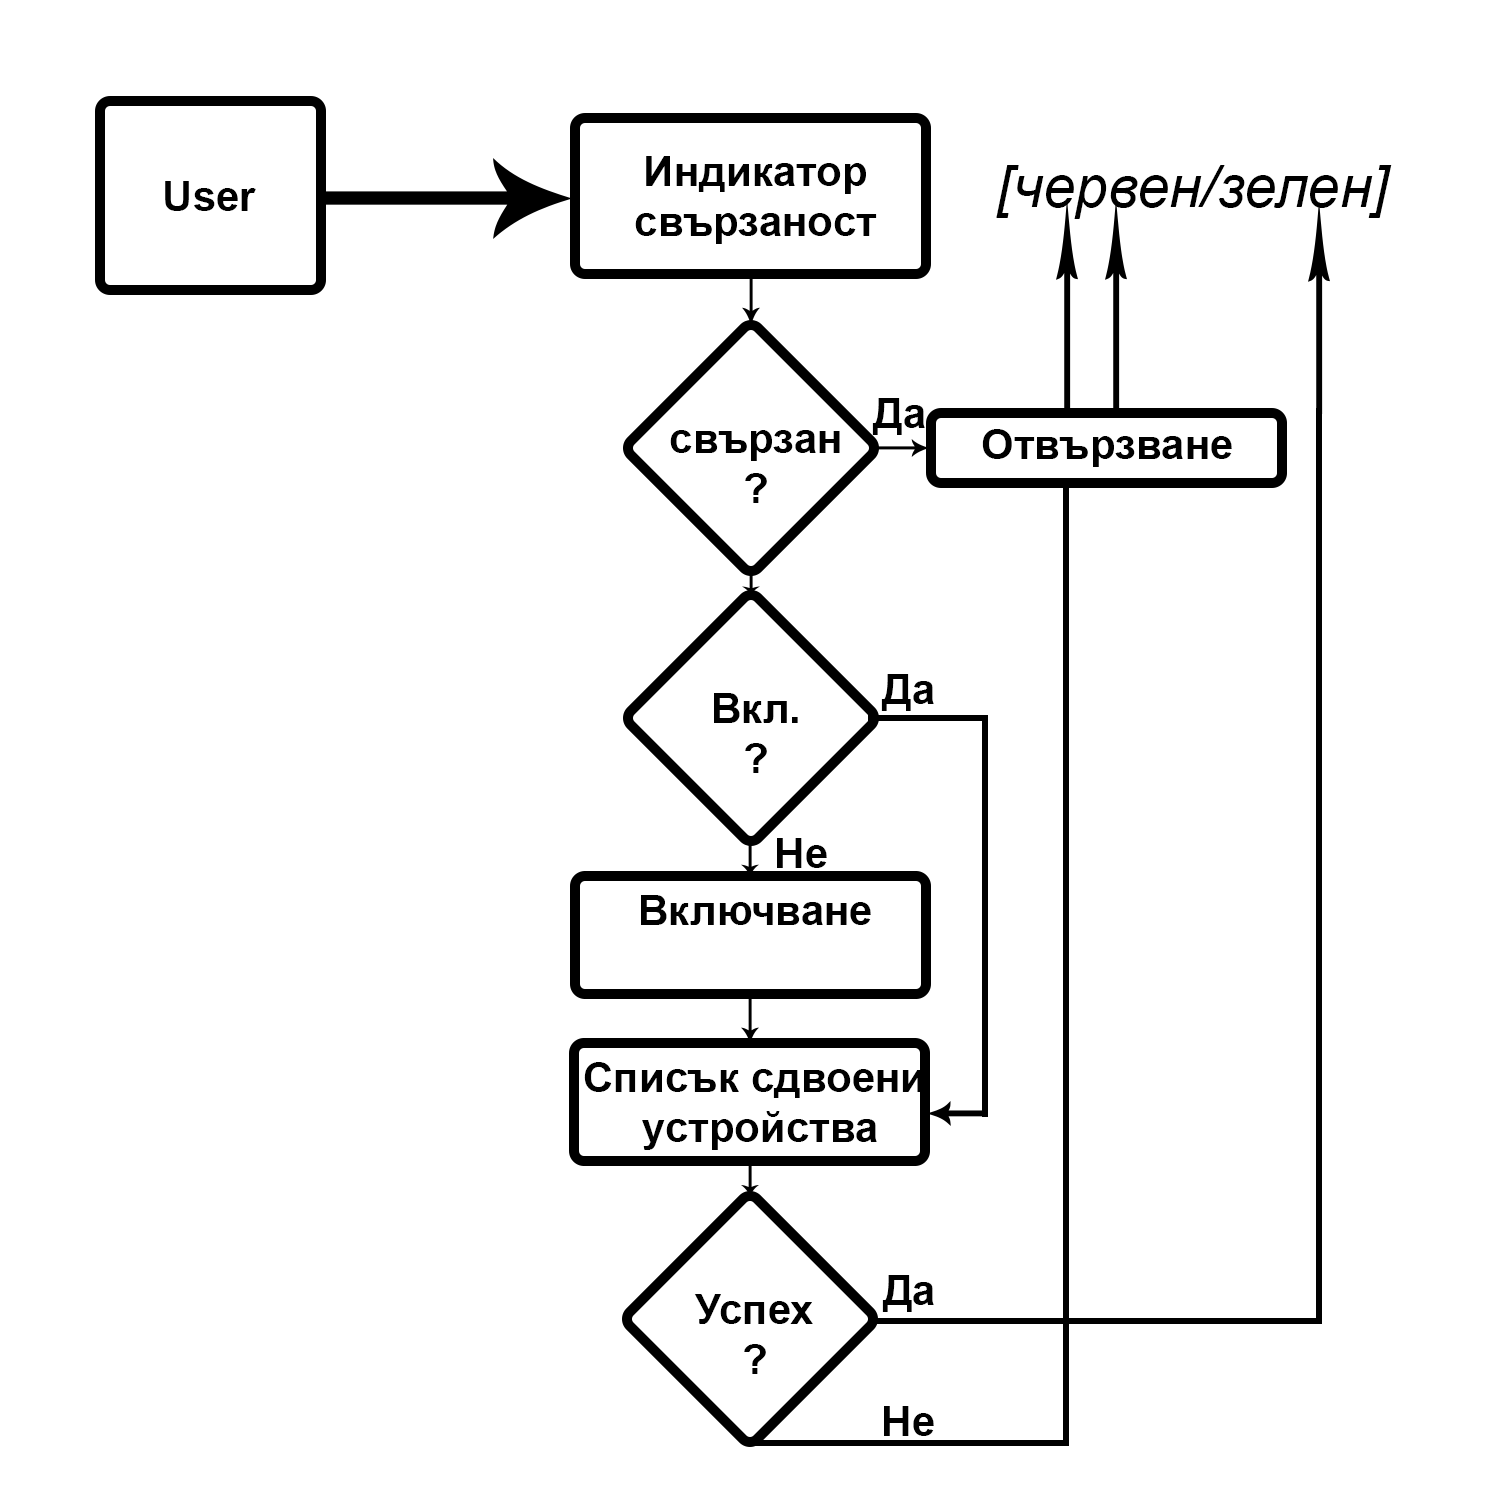 User
Индикатор
свързаност
[червен/зелен]
свързан
?
Да
Отвързване
Вкл.
?
Да
Не
Включване
Списък сдвоени
устройства
Успех
?
Да
Не